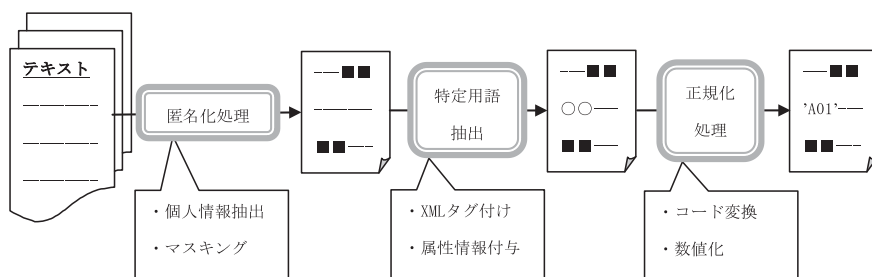 テキスト
匿名化処理
・個人情報抽出
・マスキング
■■
■■
特定用語
抽出
・XMLタグ付け
・属性情報付与
■■
○○
■■
正規化
処理
・コード変換
・数値化
■■
'A01'
■■